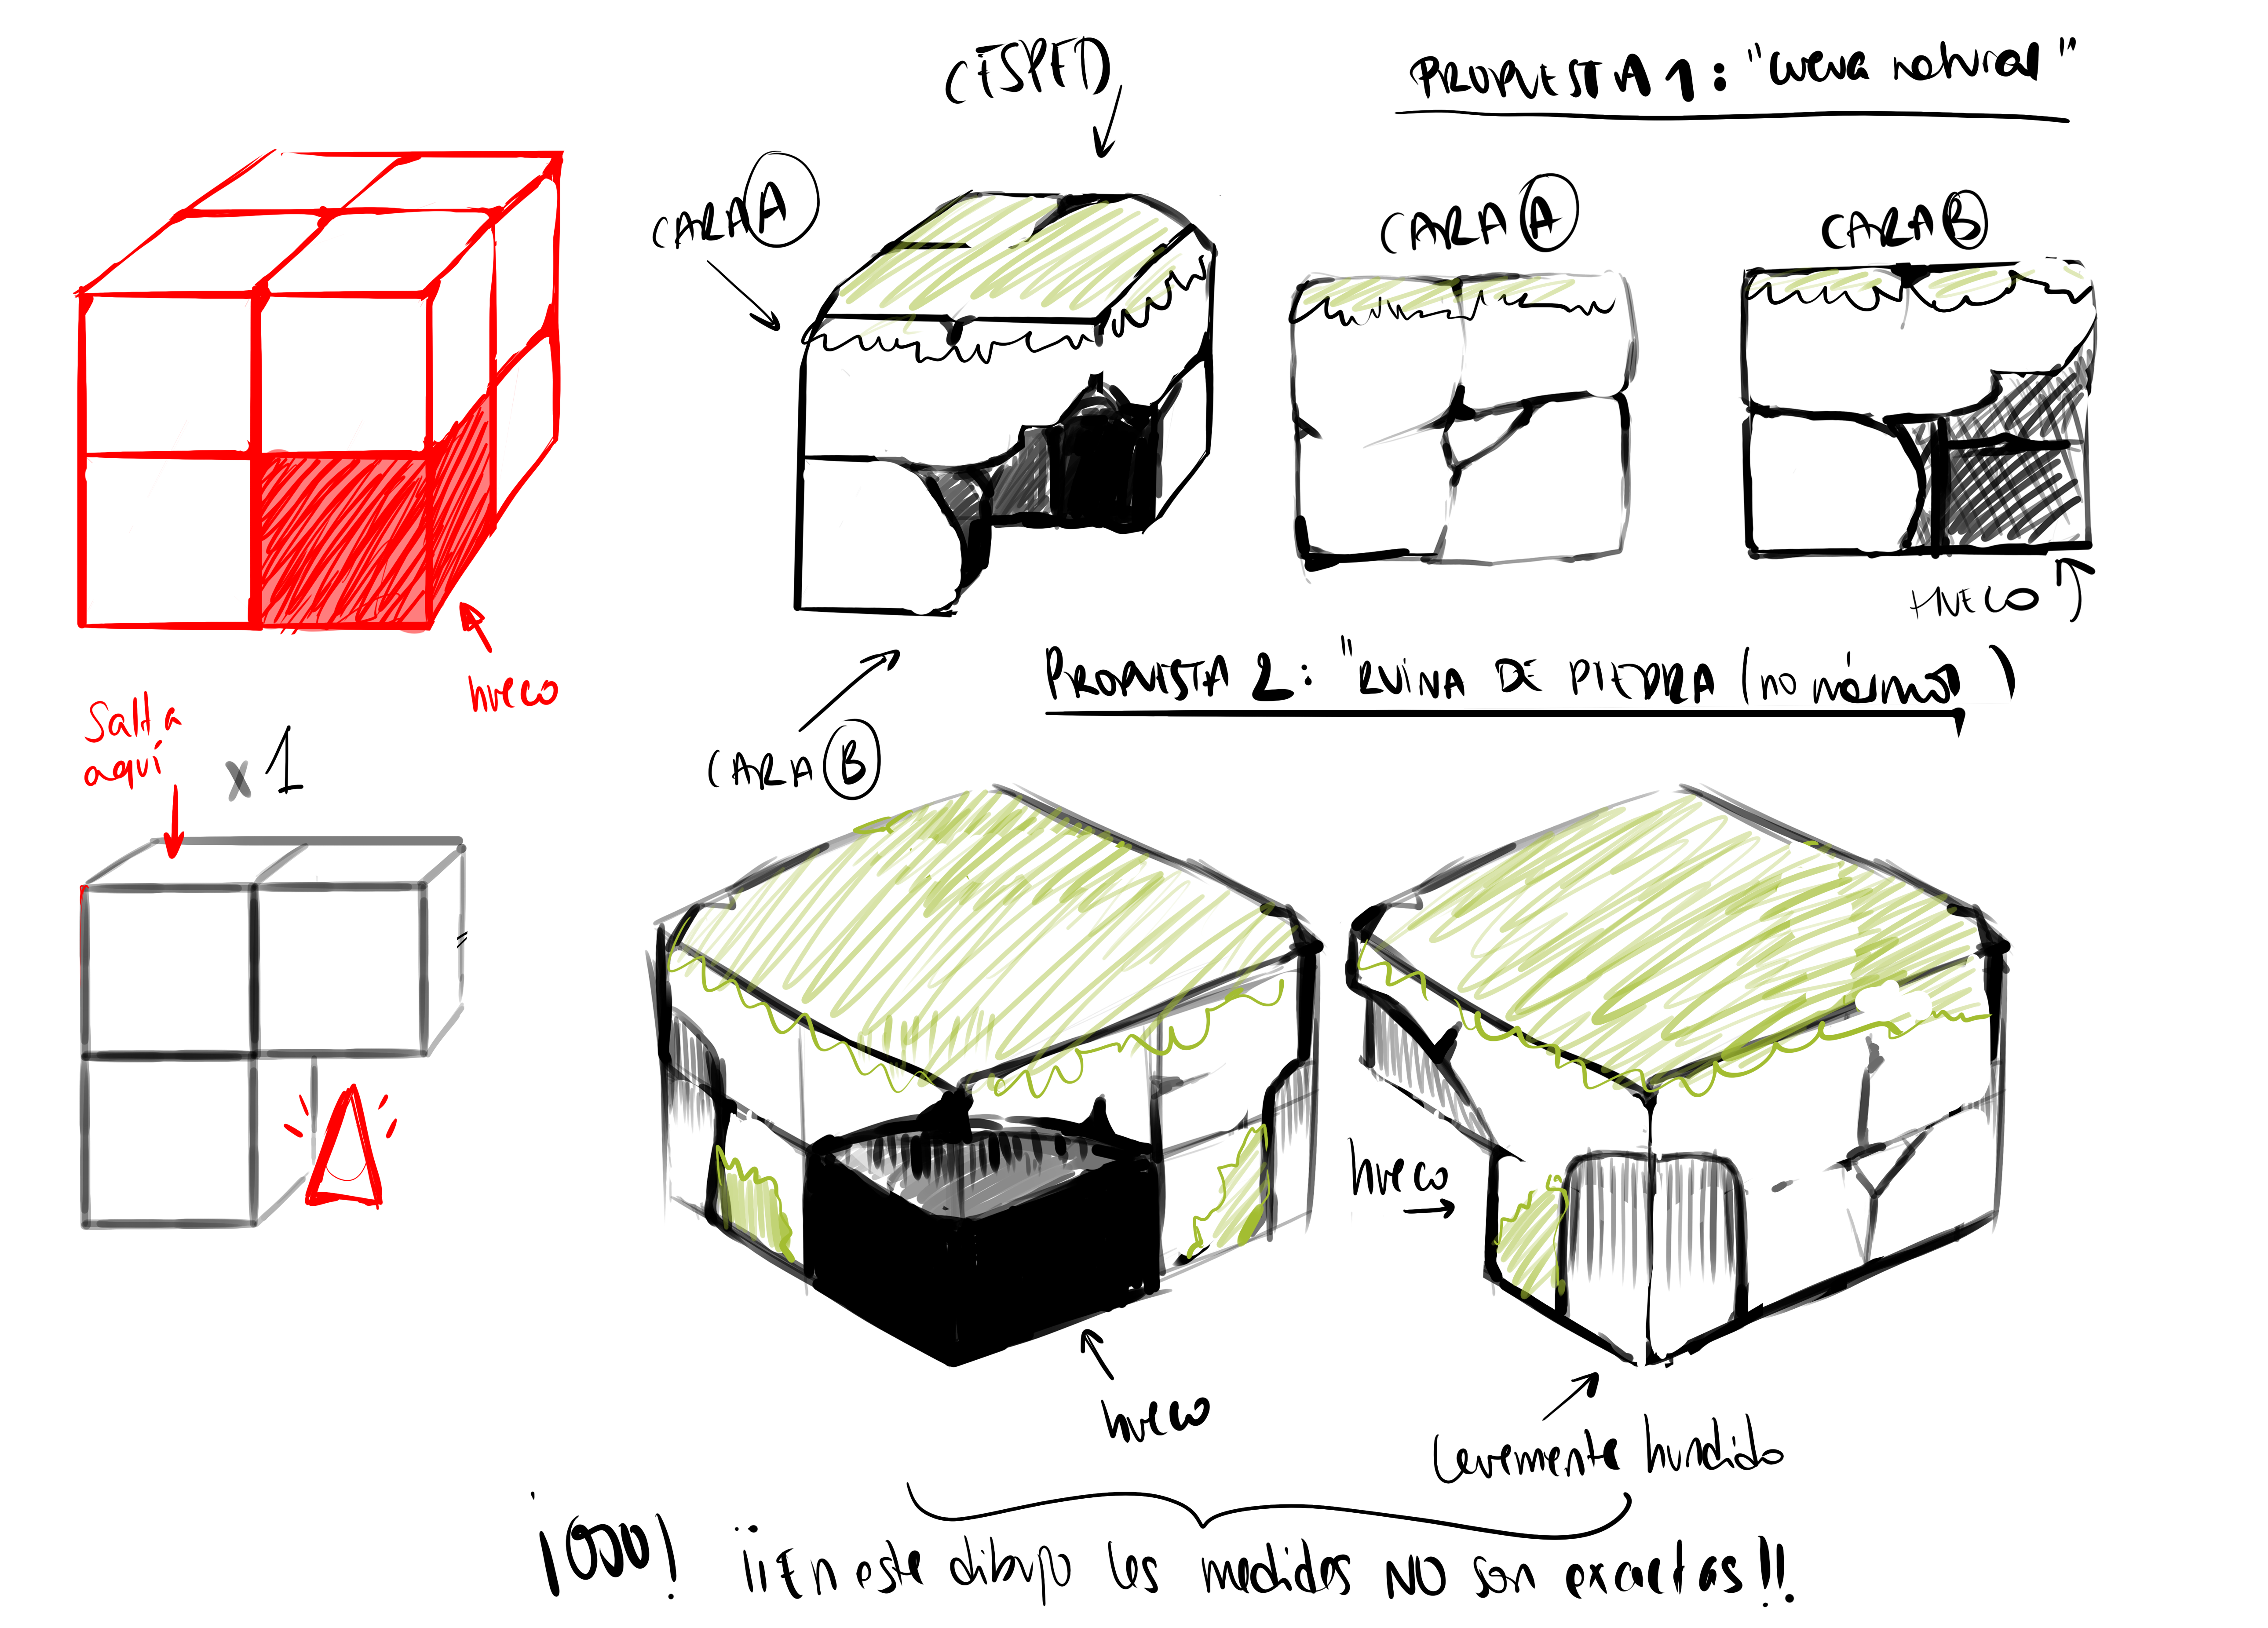 CÉSPED
PROPUESTA 1: "cueva natural"
CARA A
CARA A
CARA B
HUECO
hueco
Salta
aquí
x 1
CARA B
PROPUESTA 2: "RUINA DE PIEDRA (no mármol)
hueco
hueco
Levemente hundido
¡OJO! ¡¡En este dibujo las medidas NO son exactas!!